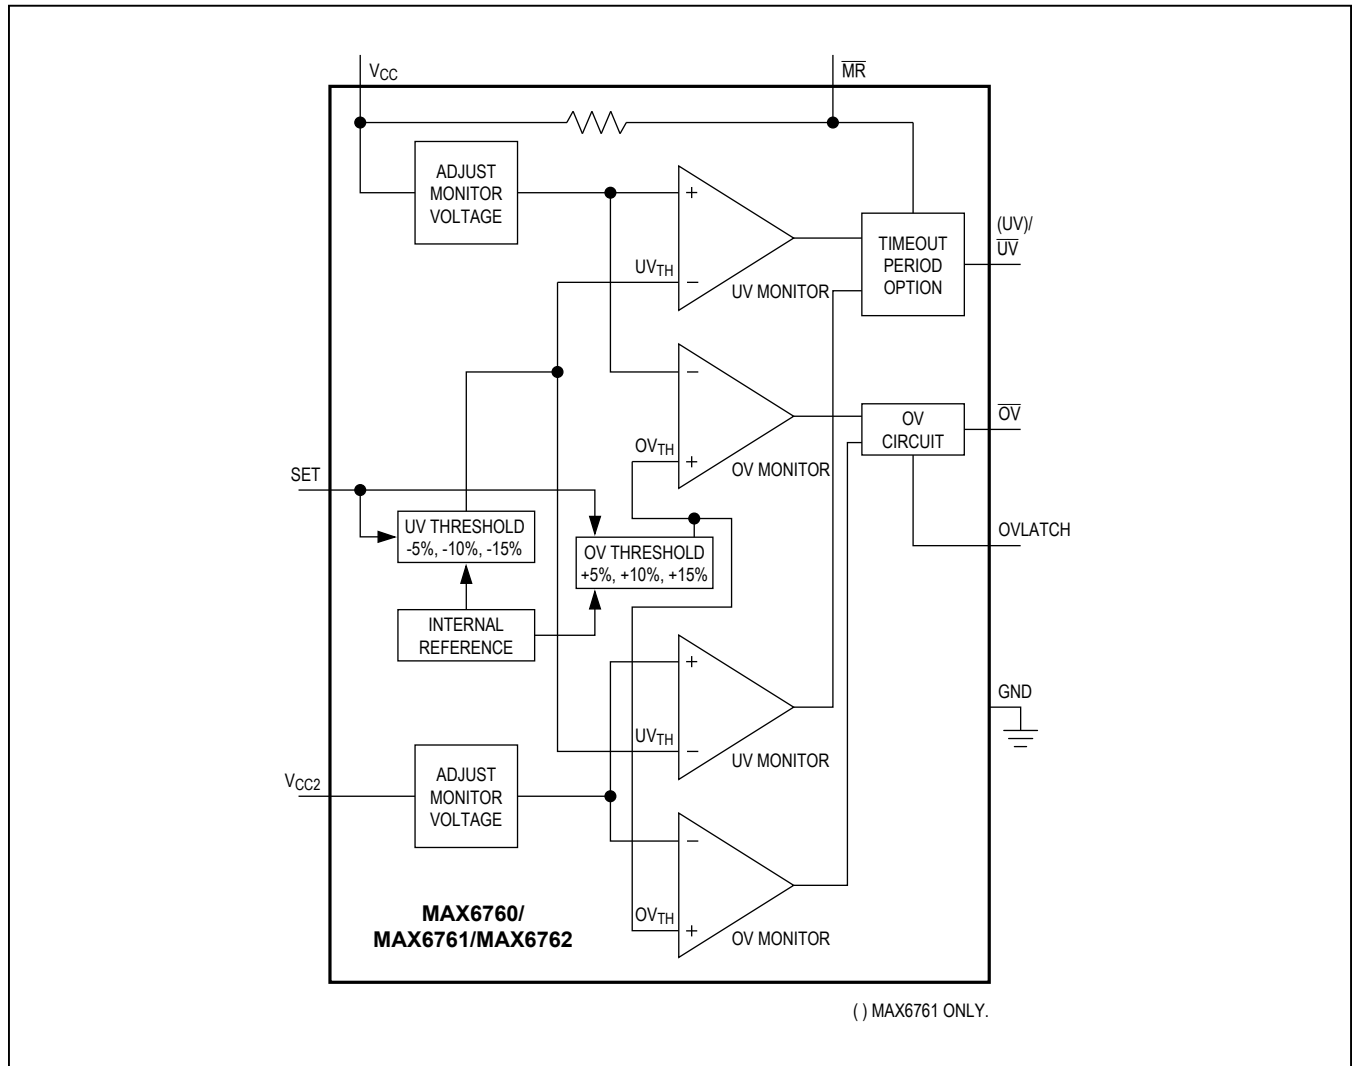 VCC
MR
ADJUST
MONITOR
VOLTAGE
+
UVTH
−
UV MONITOR
TIMEOUT
PERIOD
OPTION
(UV)/
UV
−
OVTH
+
OV MONITOR
OV
CIRCUIT
OV
OVLATCH
SET
UV THRESHOLD
-5%, -10%, -15%
OV THRESHOLD
+5%, +10%, +15%
INTERNAL
REFERENCE
+
UVTH
−
UV MONITOR
GND
VCC2
ADJUST
MONITOR
VOLTAGE
−
OVTH
+
OV MONITOR
MAX6760/
MAX6761/MAX6762
( ) MAX6761 ONLY.